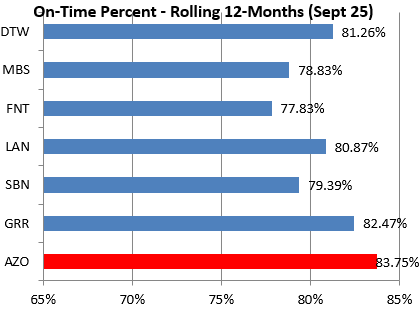 On-Time Percent - Rolling 12-Months (Sept 25)
DTW 81.26%
MBS 78.83%
FNT 77.83%
LAN 80.87%
SBN 79.39%
GRR 82.47%
AZO 83.75%
65% 70% 75% 80% 85%